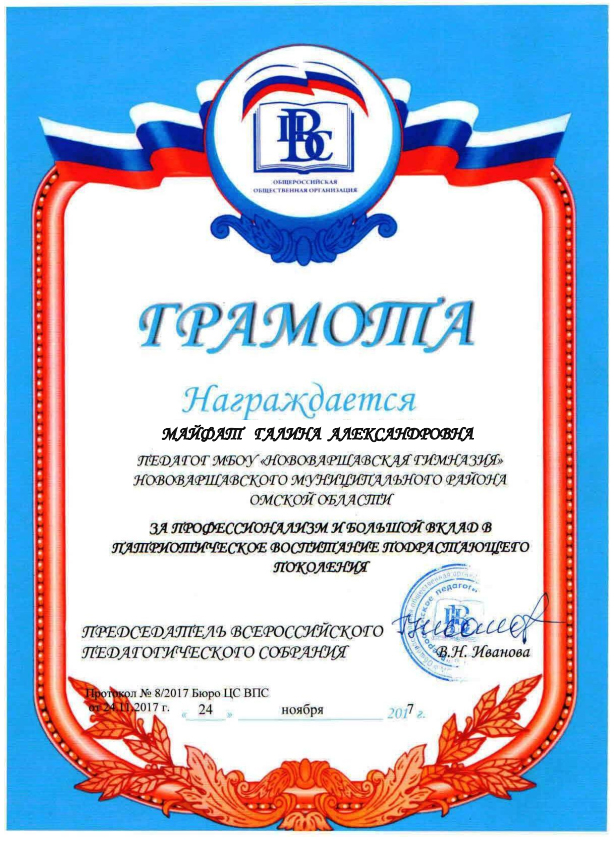 ВПС
ОБЩЕРОССИЙСКАЯ
ОБЩЕСТВЕННАЯ ОРГАНИЗАЦИЯ
ГРАМОТА
Награждается
МАЙФАТ ГАЛИНА АЛЕКСАНДРОВНА
ПЕДАГОГ МБОУ «НОВОВАРШАВСКАЯ ГИМНАЗИЯ»
НОВОВАРШАВСКОГО МУНИЦИПАЛЬНОГО РАЙОНА
ОМСКОЙ ОБЛАСТИ
ЗА ПРОФЕССИОНАЛИЗМ И БОЛЬШОЙ ВКЛАД В
ПАТРИОТИЧЕСКОЕ ВОСПИТАНИЕ ПОДРАСТАЮЩЕГО
ПОКОЛЕНИЯ
ПРЕДСЕДАТЕЛЬ ВСЕРОССИЙСКОГО
ПЕДАГОГИЧЕСКОГО СОБРАНИЯ
В.Н. Иванова
Протокол № 8/2017 Бюро ЦС ВПС
от 24.11.2017 г.
« 24 » ноября 2017 г.